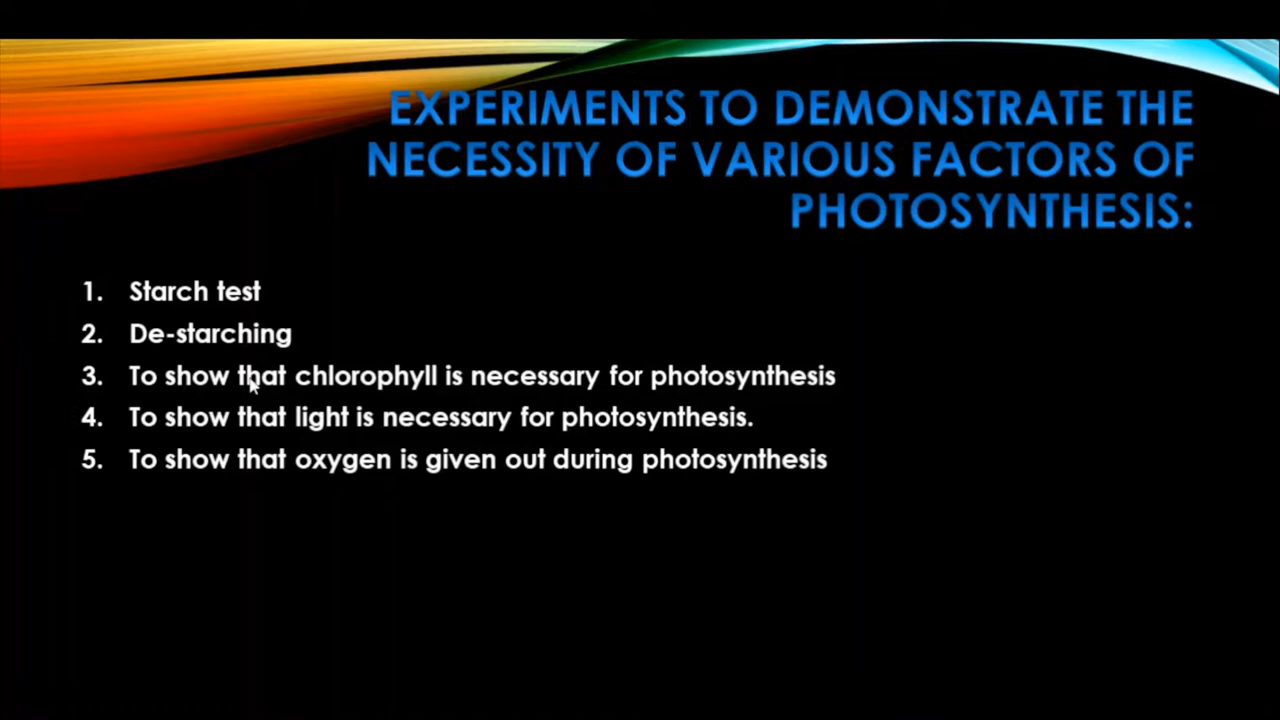 EXPERIMENTS TO DEMONSTRATE THE
NECESSITY OF VARIOUS FACTORS OF
PHOTOSYNTHESIS:
1. Starch test
2. De-starching
3. To show that chlorophyll is necessary for photosynthesis
4. To show that light is necessary for photosynthesis.
5. To show that oxygen is given out during photosynthesis